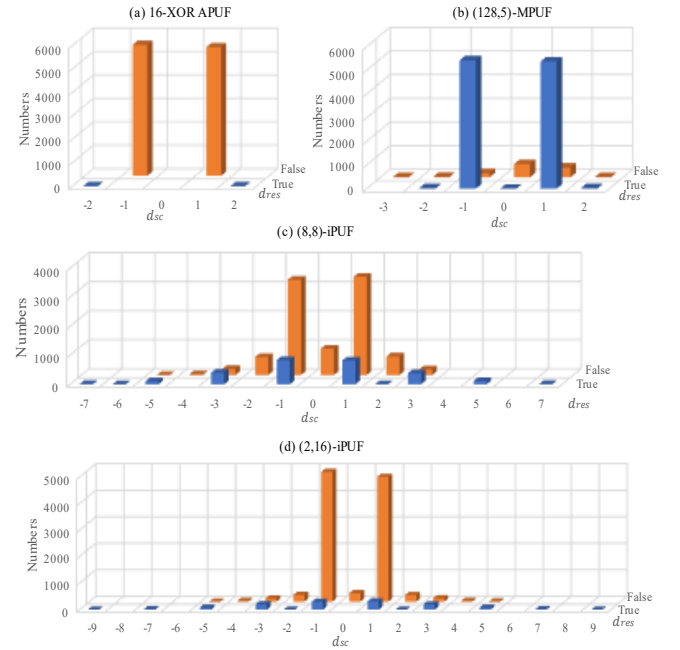 (a) 16-XOR APUF
6000
5000
4000
3000
2000
1000
0
Numbers
-2 -1 0 1 2
dsc
False
True
dres
(b) (128,5)-MPUF
6000
5000
4000
3000
2000
1000
0
Numbers
-3 -2 -1 0 1 2
dsc
False
True
dres
(c) (8,8)-iPUF
4000
3000
2000
1000
0
Numbers
-7 -6 -5 -4 -3 -2 -1 0 1 2 3 4 5 6 7
dsc
False
True
dres
(d) (2,16)-iPUF
5000
4000
3000
2000
1000
0
Numbers
-9 -8 -7 -6 -5 -4 -3 -2 -1 0 1 2 3 4 5 6 7 8 9
dsc
False
True
dres